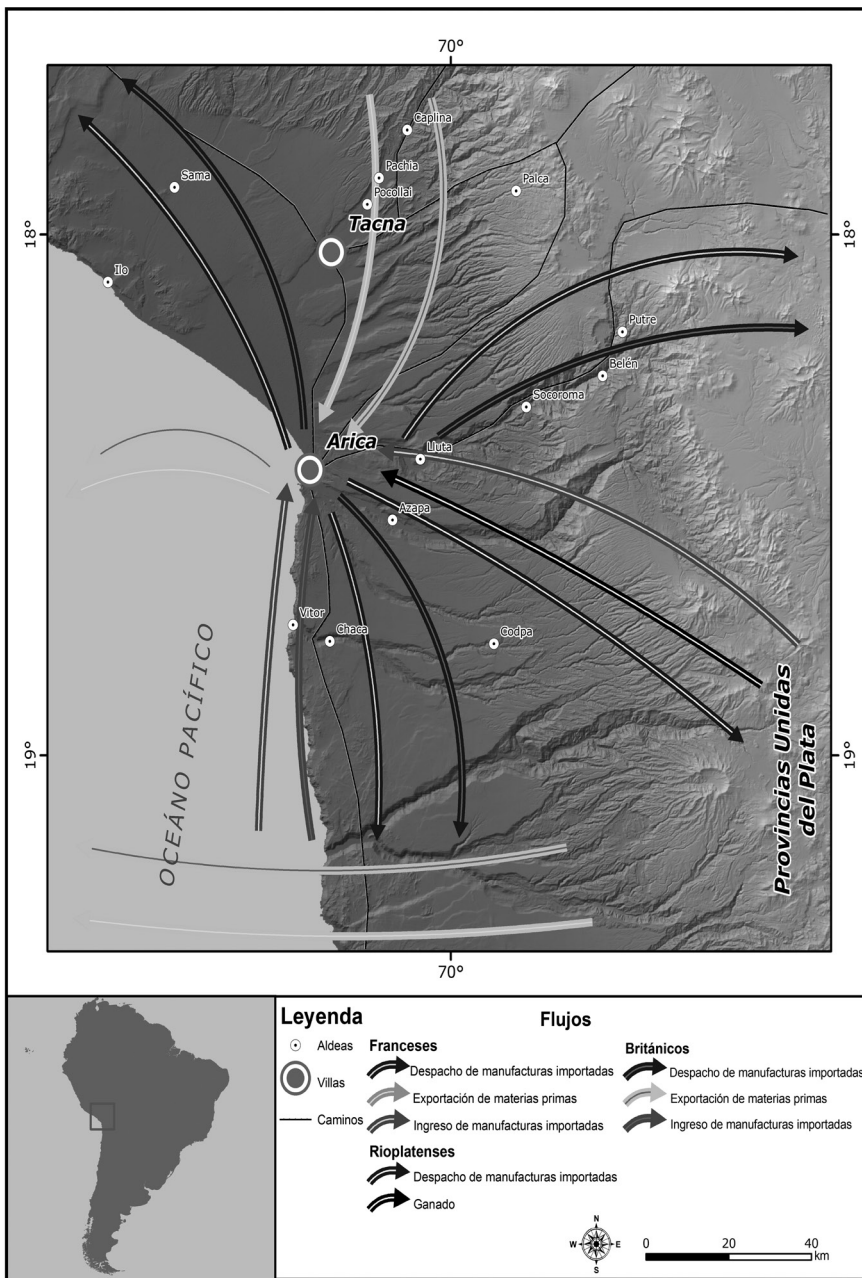 70°
Caplina
Pachia
Sama
Pocollai
Palca
Tacna
18°
18°
Ilo
Putre
Belén
Socoroma
Arica
Lluta
Azapa
Vitor
Chaca
Codpa
OCEÁNO PACÍFICO
Provincias Unidas
del Plata
19°
19°
70°
Leyenda
Aldeas
Villas
Caminos
Flujos
Franceses
Despacho de manufacturas importadas
Exportación de materias primas
Ingreso de manufacturas importadas
Rioplatenses
Despacho de manufacturas importadas
Ganado
Británicos
Despacho de manufacturas importadas
Exportación de materias primas
Ingreso de manufacturas importadas
N
W
E
S
0
20
40
km